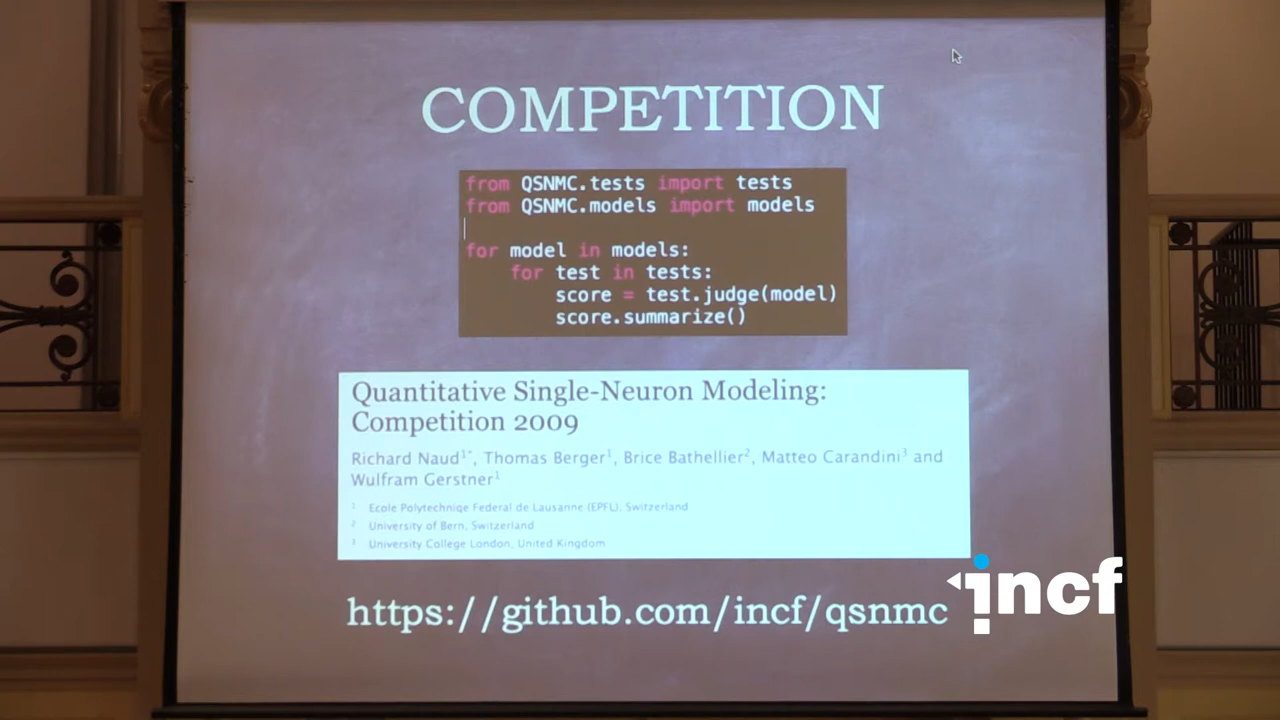 COMPETITION
from QSNMC.tests import tests
from QSNMC.models import models
for model in models:
for test in tests:
score = test.judge(model)
score.summarize()
Quantitative Single-Neuron Modeling:
Competition 2009
Richard Naud1*, Thomas Berger1, Brice Bathellier2, Matteo Carandini3 and
Wulfram Gerstner1
1 Ecole Polytechnique Federal de Lausanne (EPFL), Switzerland
2 University of Bern, Switzerland
3 University College London, United Kingdom
https://github.com/incf/qsnmc
incf